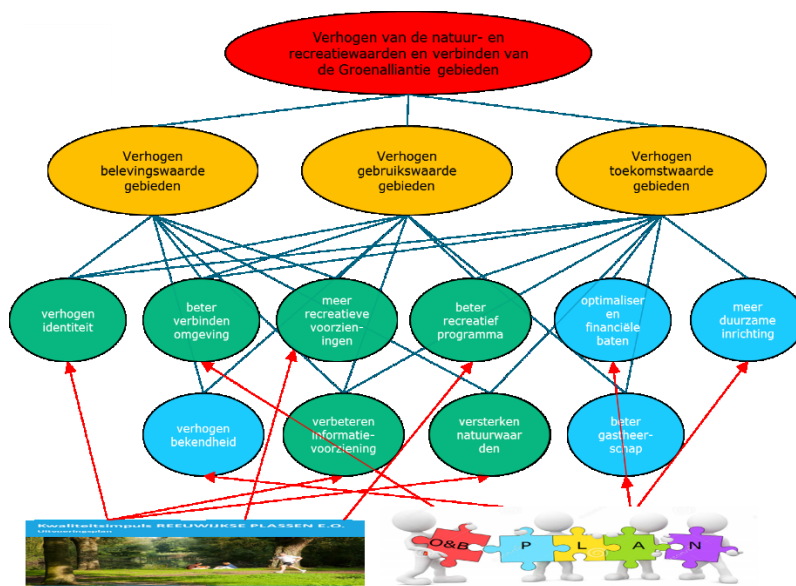 Verhogen van de natuur- en
recreatiewaarden en verbinden van
de Groenalliantie gebieden
Verhogen
belevingswaarde
gebieden
Verhogen
gebruikswaarde
gebieden
Verhogen
toekomstwaarde
gebieden
verhogen
identiteit
beter
verbinden
omgeving
meer
recreatieve
voorzien-
ingen
beter
recreatief
programma
optimaliser
en
financiële
baten
meer
duurzame
inrichting
verhogen
bekendheid
verbeteren
informatie-
voorziening
versterken
natuurwaar
den
beter
gastheer-
schap
Kwaliteitsimpuls REEUWIJKSE PLASSEN E.O.
Uitvoeringsplan
O&B P L A N